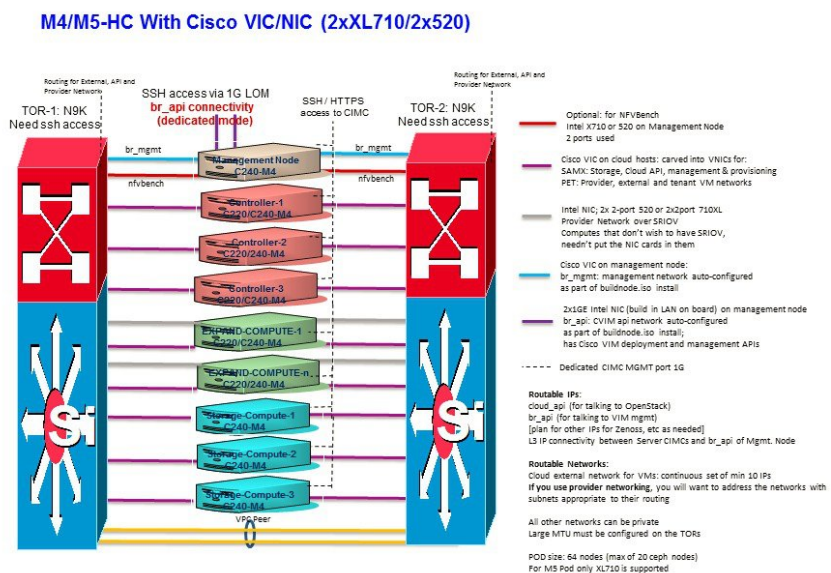 M4/M5-HC With Cisco VIC/NIC (2xXL710/2x520)
Routing for External, API and
Provider Network
TOR-1: N9K
Need ssh access
SSH access via 1G LOM
br_api connectivity
(dedicated mode)
SSH / HTTPS
access to CIMC
Routing for External, API and
Provider Network
TOR-2: N9K
Need ssh access
br_mgmt
br_mgmt
Management Node
C240-M4
nfvbench
nfvbench
Controller-1
C220/C240-M4
Controller-2
C220/240-M4
Controller-3
C220/C240-M4
EXPAND-COMPUTE-1
C220/C240-M4
EXPAND-COMPUTE-n
C220/240-M4
Storage-Compute-1
C240-M4
Storage-Compute-2
C240-M4
Storage-Compute-3
C240-M4
VPC Peer
Si
Si
Optional: for NFVBench
Intel X710 or 520 on Management Node
2 ports used
Cisco VIC on cloud hosts: carved into VNICs for:
SAMX: Storage, Cloud API, management & provisioning
PET: Provider, external and tenant VM networks
Intel NIC; 2x 2-port 520 or 2x2port 710XL
Provider Network over SRIOV
Computes that don't wish to have SRIOV,
needn't put the NIC cards in them
Cisco VIC on management node:
br_mgmt: management network auto-configured
as part of buildnode.iso install
2x1GE Intel NIC (build in LAN on board) on management node
br_api: CVIM api network auto-configured
as part of buildnode.iso install;
has Cisco VIM deployment and management APIs
Dedicated CIMC MGMT port 1G
Routable IPs:
cloud_api (for talking to OpenStack)
br_api (for talking to VIM mgmt)
[plan for other IPs for Zenoss, etc as needed]
L3 IP connectivity between Server CIMCs and br_api of Mgmt. Node
Routable Networks:
Cloud external network for VMs: continuous set of min 10 IPs
If you use provider networking, you will want to address the networks with
subnets appropriate to their routing
All other networks can be private
Large MTU must be configured on the TORs
POD size: 64 nodes (max of 20 ceph nodes)
For M5 Pod only XL710 is supported